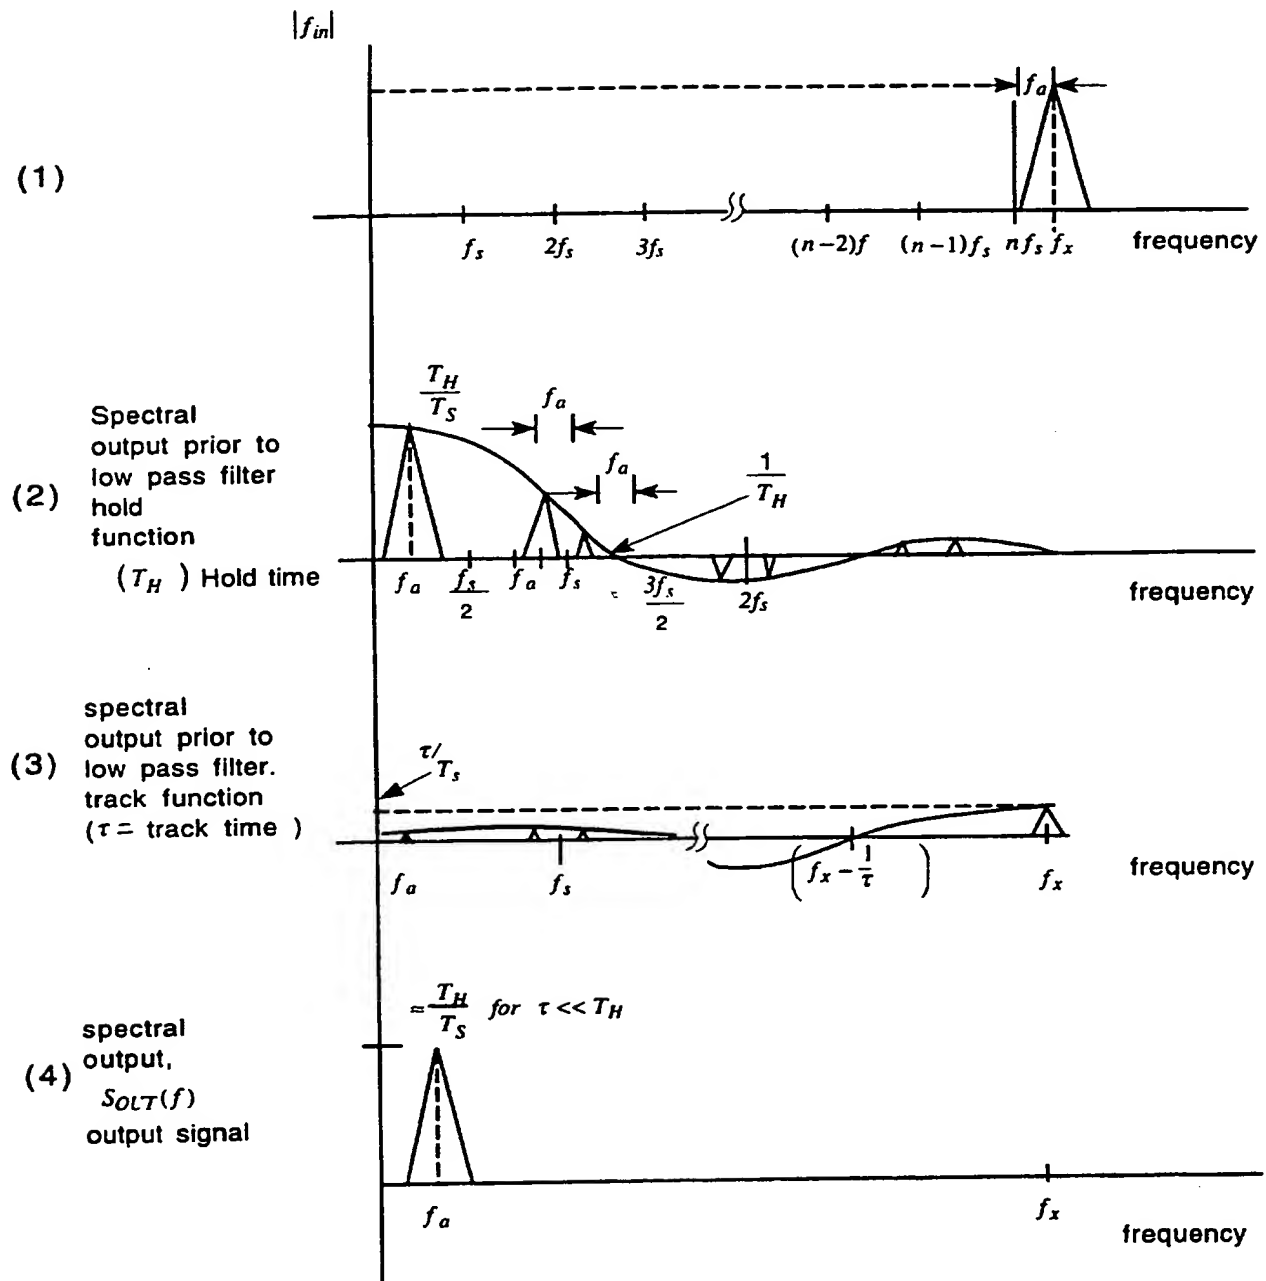 |f_in|
f_a
(1)
f_s 2f_s 3f_s (n-2)f (n-1)f_s nf_s f_x frequency
T_H/T_S
f_a
f_a
1/T_H
(2)
Spectral
output prior to
low pass filter
hold
function
(T_H ) Hold time
f_a f_s/2 f_a f_s 3f_s/2 2f_s frequency
(3)
spectral
output prior to
low pass filter.
track function
(τ = track time )
τ/T_s
f_a f_s (f_x - 1/τ ) f_x frequency
≈ T_H/T_S for τ << T_H
(4)
spectral
output,
S_OLT(f)
output signal
f_a f_x frequency